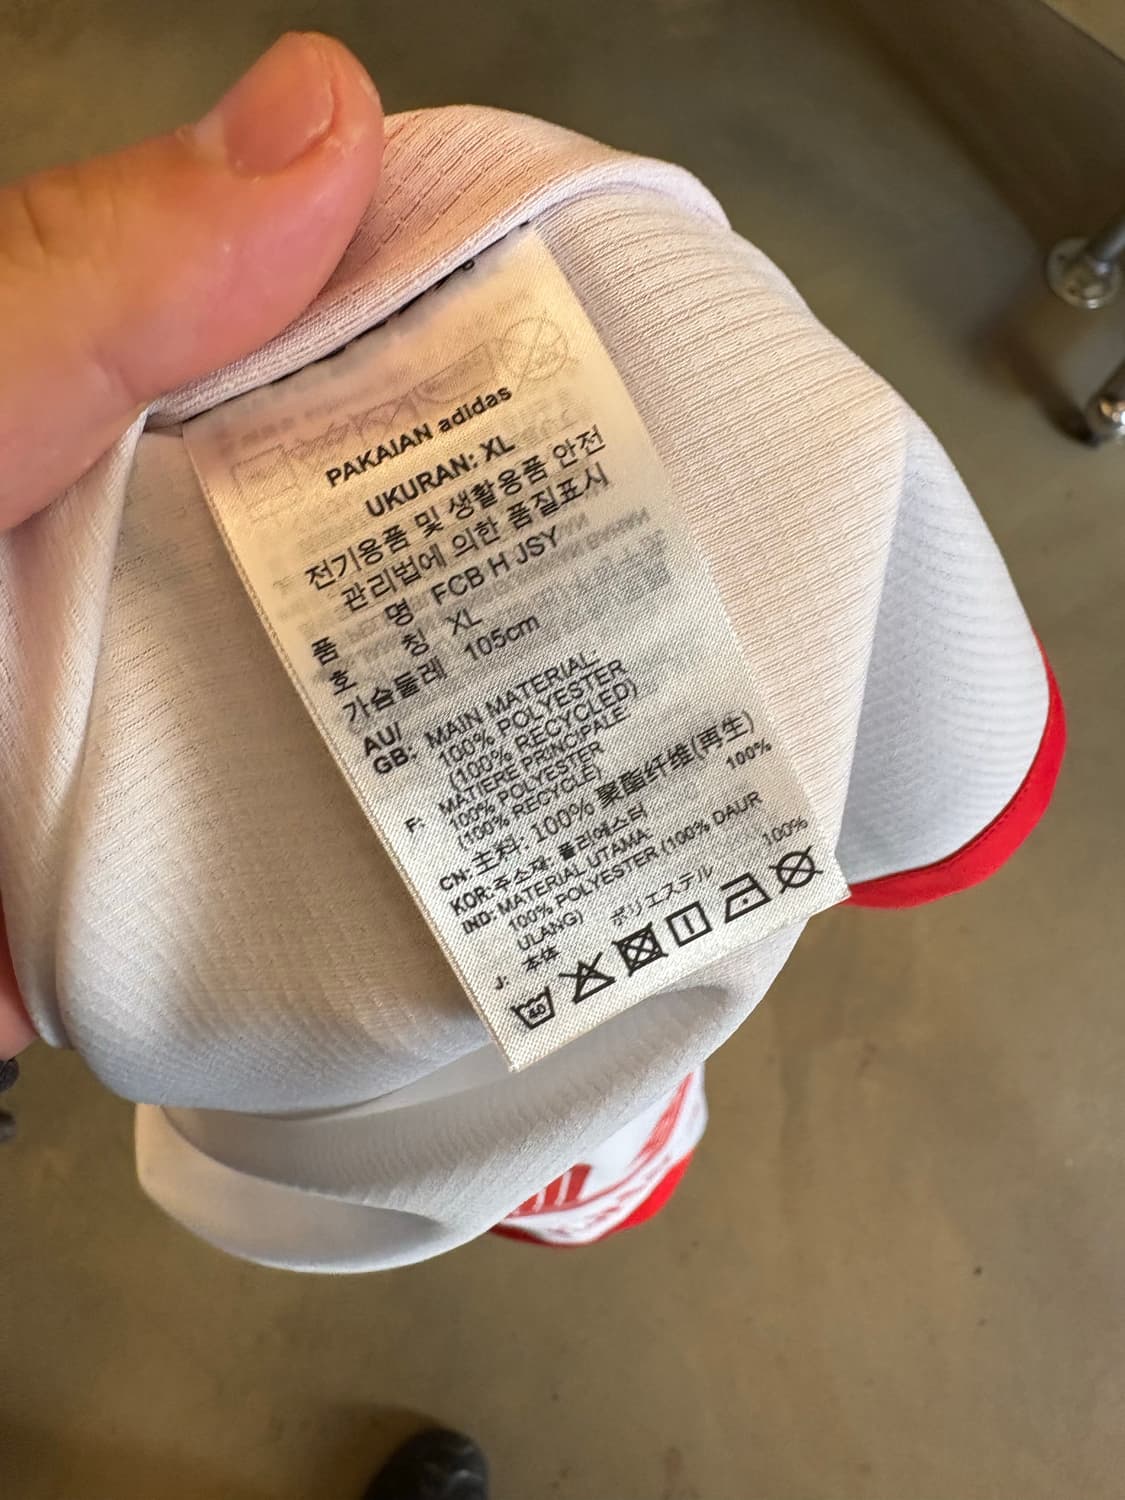 PAKAIAN adidas
UKURAN: XL
전기용품 및 생활용품 안전
관리법에 의한 품질표시
품 명 FCB H JSY
호 칭 XL
가슴둘레 105cm
AU/
GB: MAIN MATERIAL:
100% POLYESTER
(100% RECYCLED)
F: MATIERE PRINCIPALE
100% POLYESTER
(100% RECYCLE)
CN: 主料: 100% 聚酯纤维(再生)
KOR: 주소재: 폴리에스터 100%
IND: MATERIAL UTAMA:
100% POLYESTER (100% DAUR
ULANG)
J: 本体 ポリエステル 100%
40